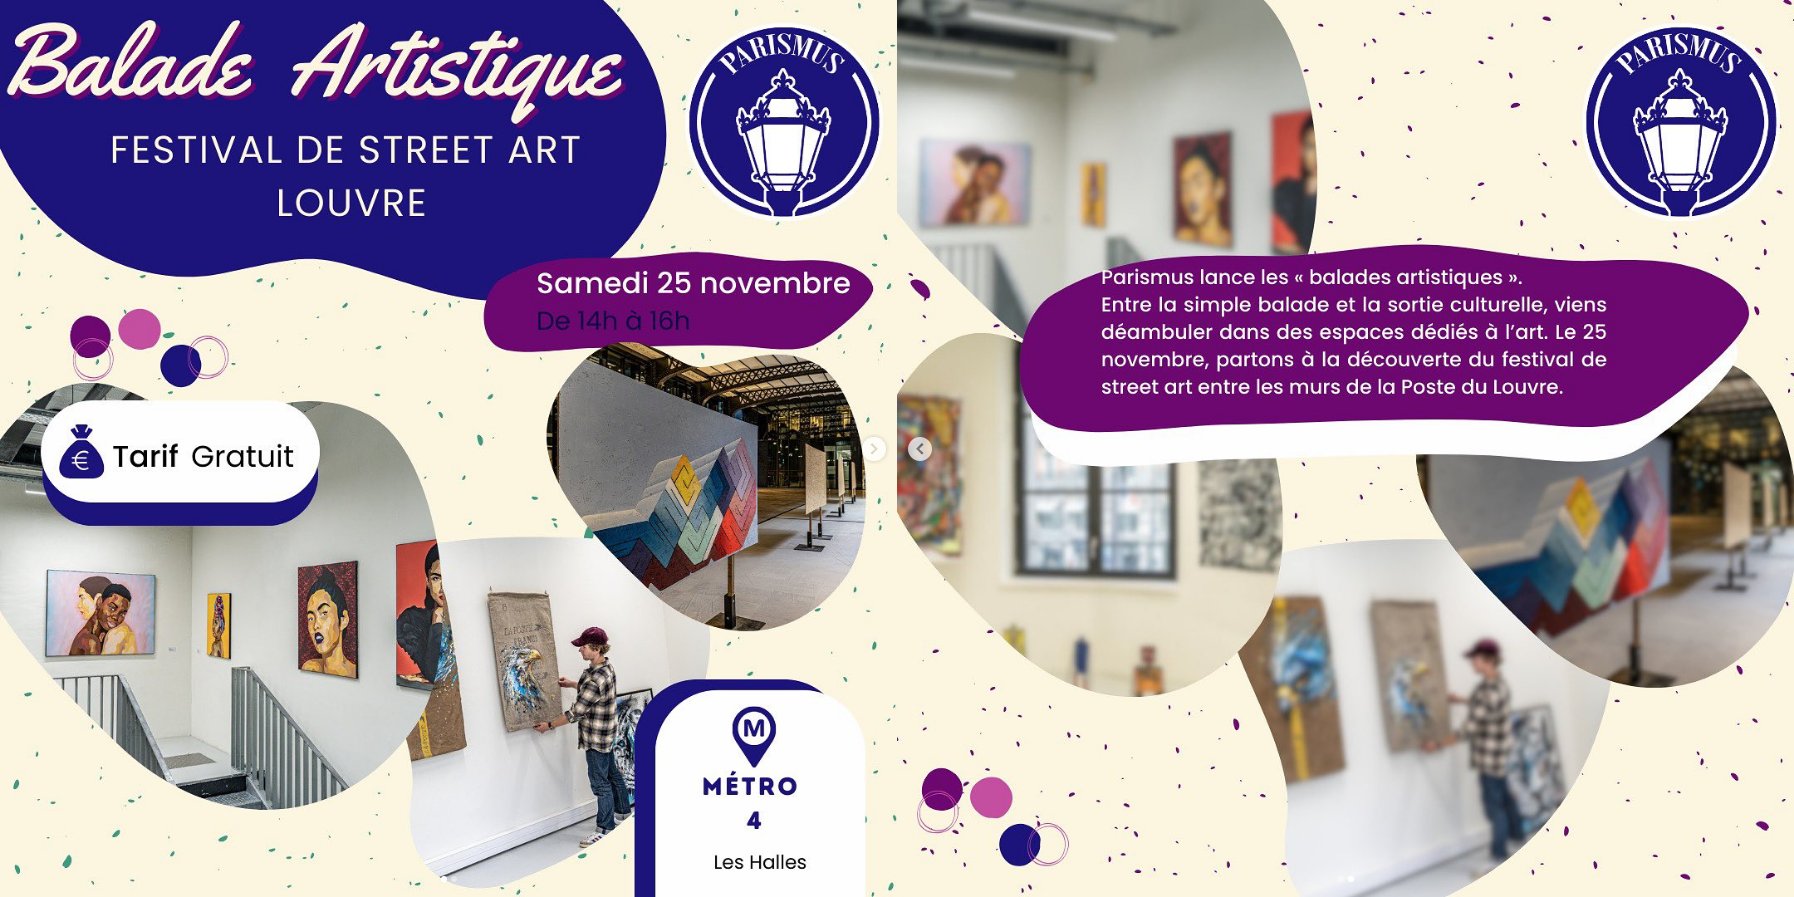 Balade Artistique
FESTIVAL DE STREET ART
LOUVRE
PARISMUS
Samedi 25 novembre
De 14h à 16h
€ Tarif Gratuit
M
MÉTRO
4
Les Halles
PARISMUS
Parismus lance les « balades artistiques ».
Entre la simple balade et la sortie culturelle, viens
déambuler dans des espaces dédiés à l'art. Le 25
novembre, partons à la découverte du festival de
street art entre les murs de la Poste du Louvre.